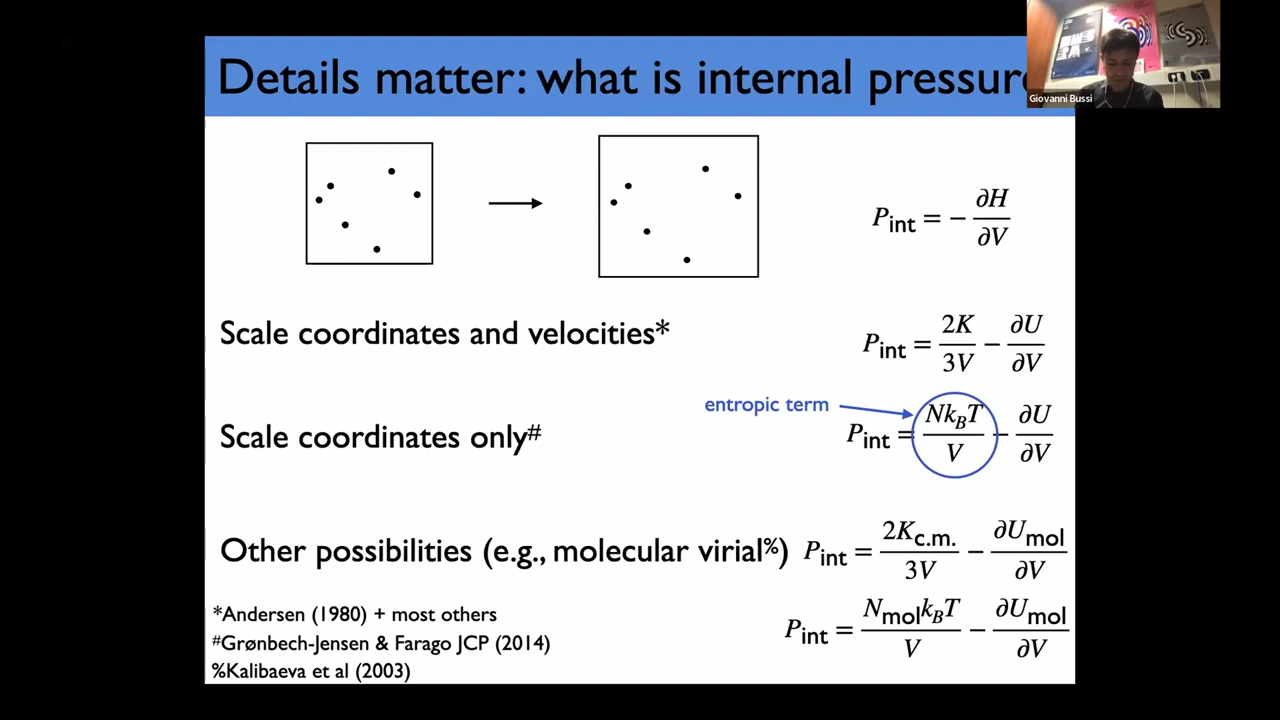 Details matter: what is internal pressure
Giovanni Bussi
P_int = − ∂H/∂V
Scale coordinates and velocities*
P_int = 2K/3V − ∂U/∂V
entropic term
Scale coordinates only#
P_int = Nk_BT/V − ∂U/∂V
Other possibilities (e.g., molecular virial%)
P_int = 2K_c.m./3V − ∂U_mol/∂V
P_int = N_mol k_BT/V − ∂U_mol/∂V
*Andersen (1980) + most others
#Grønbech-Jensen & Farago JCP (2014)
%Kalibaeva et al (2003)